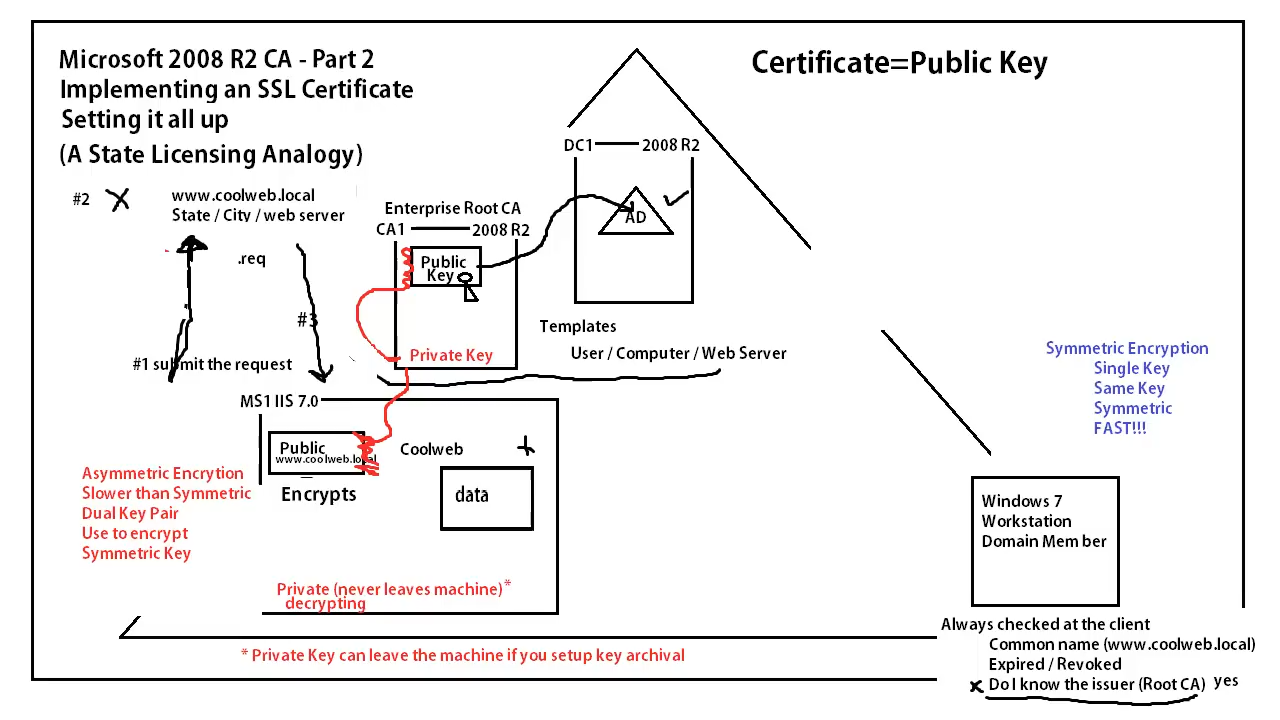 Microsoft 2008 R2 CA - Part 2
Implementing an SSL Certificate
Setting it all up
(A State Licensing Analogy)
Certificate=Public Key
#2
www.coolweb.local
State / City / web server
.req
#3
#1 submit the request
Enterprise Root CA
CA1 2008 R2
Public
Key
Private Key
DC1 2008 R2
AD
Templates
User / Computer / Web Server
MS1 IIS 7.0
Public
www.coolweb.local
Encrypts
Coolweb
data
Private (never leaves machine)*
decrypting
Asymmetric Encrytion
Slower than Symmetric
Dual Key Pair
Use to encrypt
Symmetric Key
* Private Key can leave the machine if you setup key archival
Symmetric Encryption
Single Key
Same Key
Symmetric
FAST!!!
Windows 7
Workstation
Domain Member
Always checked at the client
Common name (www.coolweb.local)
Expired / Revoked
Do I know the issuer (Root CA) yes